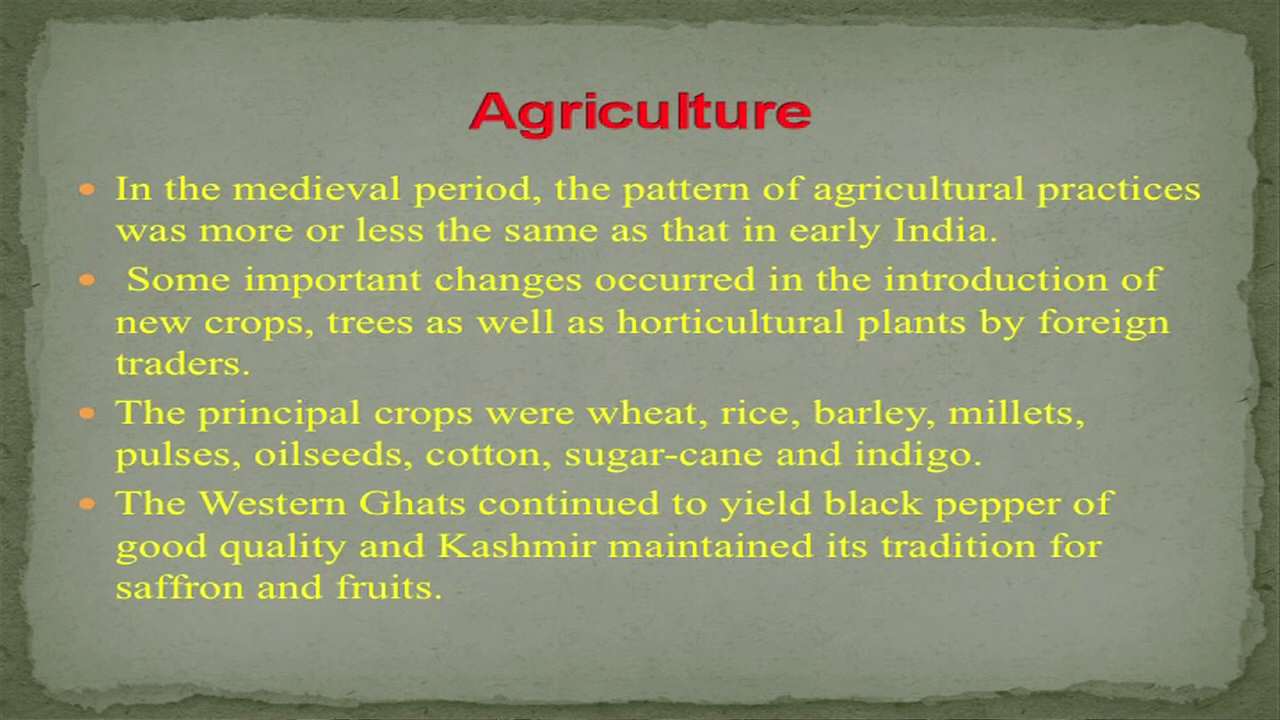 Agriculture
• In the medieval period, the pattern of agricultural practices
was more or less the same as that in early India.
• Some important changes occurred in the introduction of
new crops, trees as well as horticultural plants by foreign
traders.
• The principal crops were wheat, rice, barley, millets,
pulses, oilseeds, cotton, sugar-cane and indigo.
• The Western Ghats continued to yield black pepper of
good quality and Kashmir maintained its tradition for
saffron and fruits.